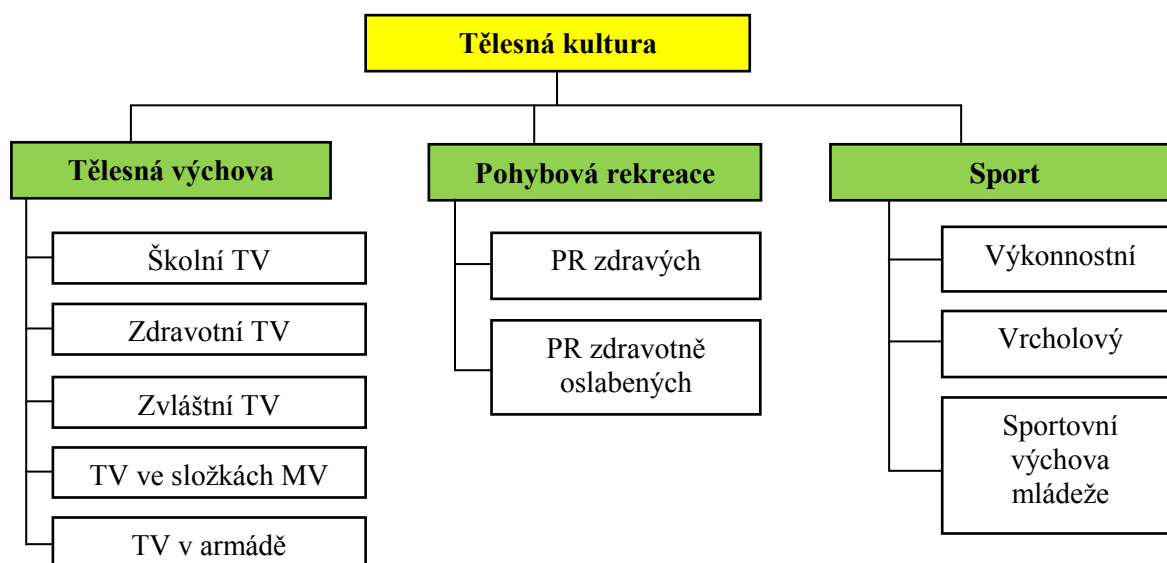 Tělesná kultura
Tělesná výchova
Školní TV
Zdravotní TV
Zvláštní TV
TV ve složkách MV
TV v armádě
Pohybová rekreace
PR zdravých
PR zdravotně
oslabených
Sport
Výkonnostní
Vrcholový
Sportovní
výchova
mládeže